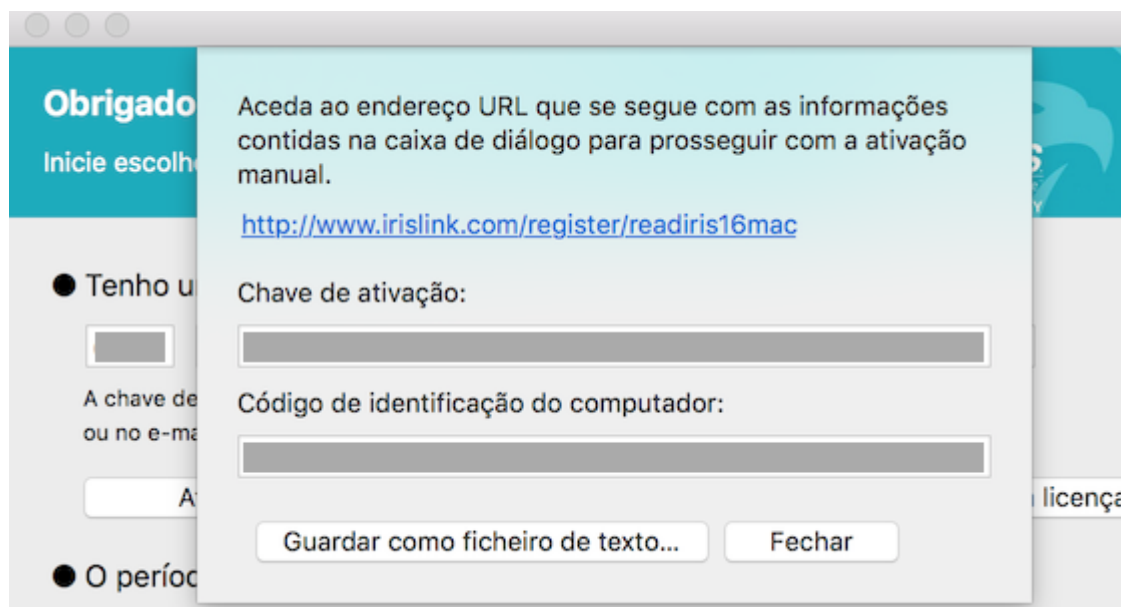 Obrigado
Inicie escolh
Aceda ao endereço URL que se segue com as informações
contidas na caixa de diálogo para prosseguir com a ativação
manual.
http://www.irislink.com/register/readiris16mac
Tenho u
Chave de ativação:
A chave de
ou no e-ma
Código de identificação do computador:
A
licença
Guardar como ficheiro de texto...
Fechar
O períod
S
Y